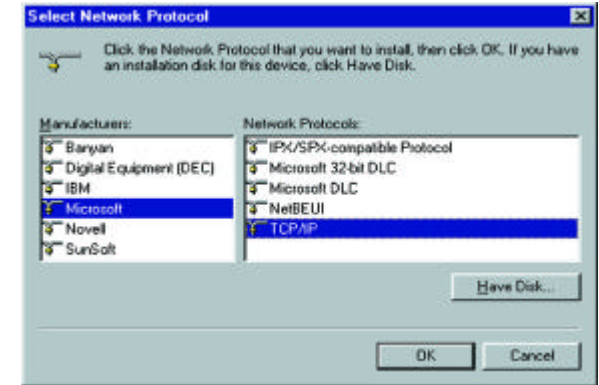 Select Network Protocol
Click the Network Protocol that you want to install, then click OK. If you have
an installation disk for this device, click Have Disk.
Manufacturers:
Banyan
Digital Equipment (DEC)
IBM
Microsoft
Novell
SunSoft
Network Protocols:
IPX/SPX-compatible Protocol
Microsoft 32-bit DLC
Microsoft DLC
NetBEUI
TCP/IP
Have Disk...
OK
Cancel